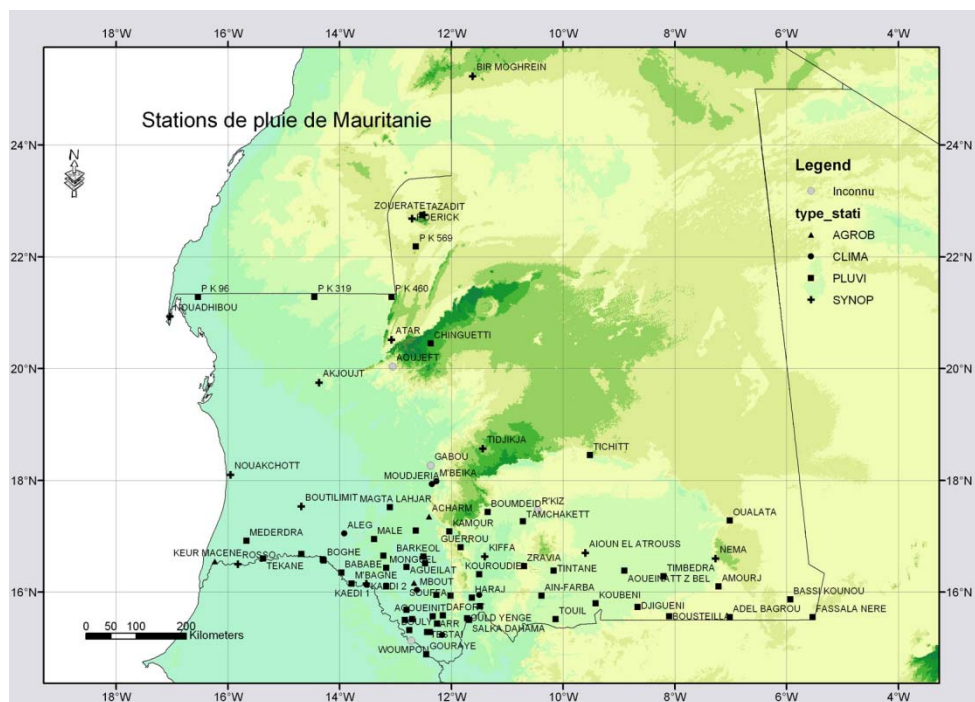 18°W 16°W 14°W 12°W 10°W 8°W 6°W 4°W
BIR MOGHREIN
Stations de pluie de Mauritanie
24°N 24°N
N
Legend
Inconnu
type_stati
AGROB
CLIMA
PLUVI
SYNOP
ZOUERATE TAZADIT
P K 569
22°N 22°N
P K 96 P K 319 P K 460
NOUADHIBOU
ATAR
CHINGUETTI
AOUJEFT
20°N 20°N
AKJOUJT
TIDJIKJA
TICHITT
GABOU
NOUAKCHOTT
MOUDJERIA M'BEIKA
18°N 18°N
BOUTILIMIT MAGTA LAHJAR BOUMDEID R'KIZ
ACHARM TAMCHAKETT OUALATA
ALEG
KAMOUR
MEDERDRA MALE
GUERROU
KEUR MACENE ROSSO BOGHE BARKEOL KIFFA AIOUN EL ATROUSS NEMA
TEKANE BABABE MONGUEL ZRAVIA
AGUEILAT KOUROUDJEL TINTANE TIMBEDRA
M'BAGNE MBOUT AOUEINATT Z BEL AMOURJ
16°N 16°N
KAEDI 1 KAEDI 2 SOUFFA HARAJ AIN-FARBA KOUBENI BASSI KOUNOU
DAFOR DJIGUENI
OULD YENGE TOUIL BOUSTEILLA ADEL BAGROU FASSALA NERE
SALKA DAHAMA
WOUMPOU GOURAYE
0 50 100 200
Kilometers
18°W 16°W 14°W 12°W 10°W 8°W 6°W 4°W